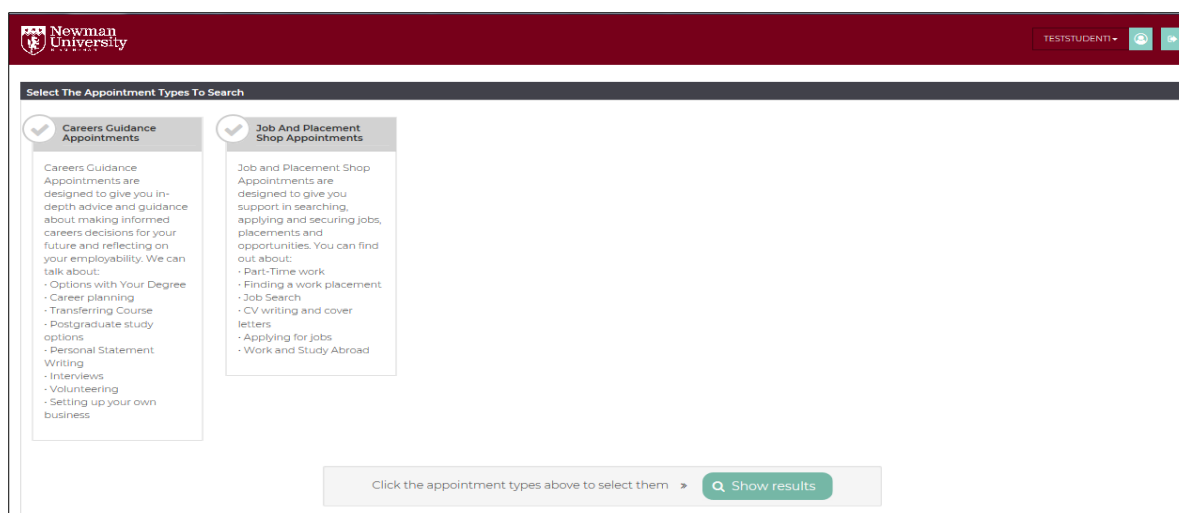 Newman
University
TESTSTUDENT1
Select The Appointment Types To Search
Careers Guidance
Appointments
Careers Guidance
Appointments are
designed to give you in-
depth advice and guidance
about making informed
careers decisions for your
future and reflecting on
your employability. We can
talk about:
• Options with Your Degree
• Career planning
• Transferring Course
• Postgraduate study
options
• Personal Statement
Writing
• Interviews
• Volunteering
• Setting up your own
business
Job And Placement
Shop Appointments
Job and Placement Shop
Appointments are
designed to give you
support in searching,
applying and securing jobs,
placements and
opportunities. You can find
out about:
• Part-Time work
• Finding a work placement
• Job Search
• CV writing and cover
letters
• Applying for jobs
• Work and Study Abroad
Click the appointment types above to select them » Show results